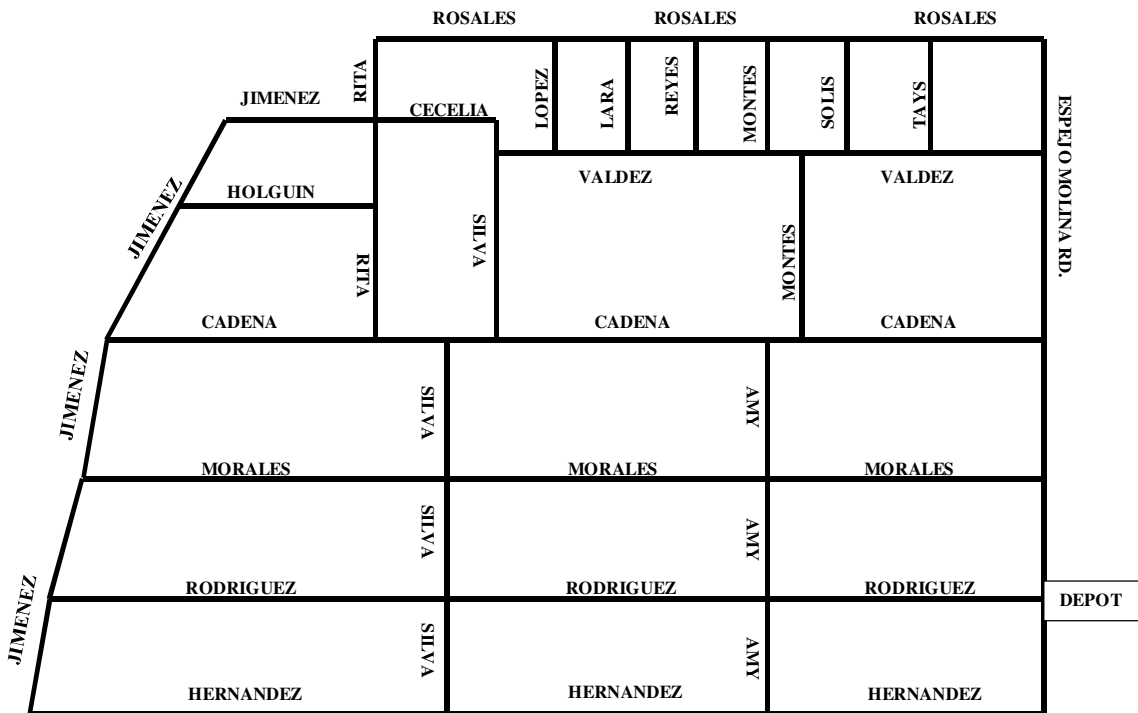 ROSALES ROSALES ROSALES
RITA
JIMENEZ
CECELIA
LOPEZ
LARA
REYES
MONTES
SOLIS
TAYS
ESPEJO MOLINA RD.
JIMENEZ
HOLGUIN
VALDEZ VALDEZ
SILVA
RITA
MONTES
CADENA CADENA CADENA
JIMENEZ
SILVA
AMY
MORALES MORALES MORALES
SILVA
AMY
RODRIGUEZ RODRIGUEZ RODRIGUEZ
DEPOT
JIMENEZ
SILVA
AMY
HERNANDEZ HERNANDEZ HERNANDEZ